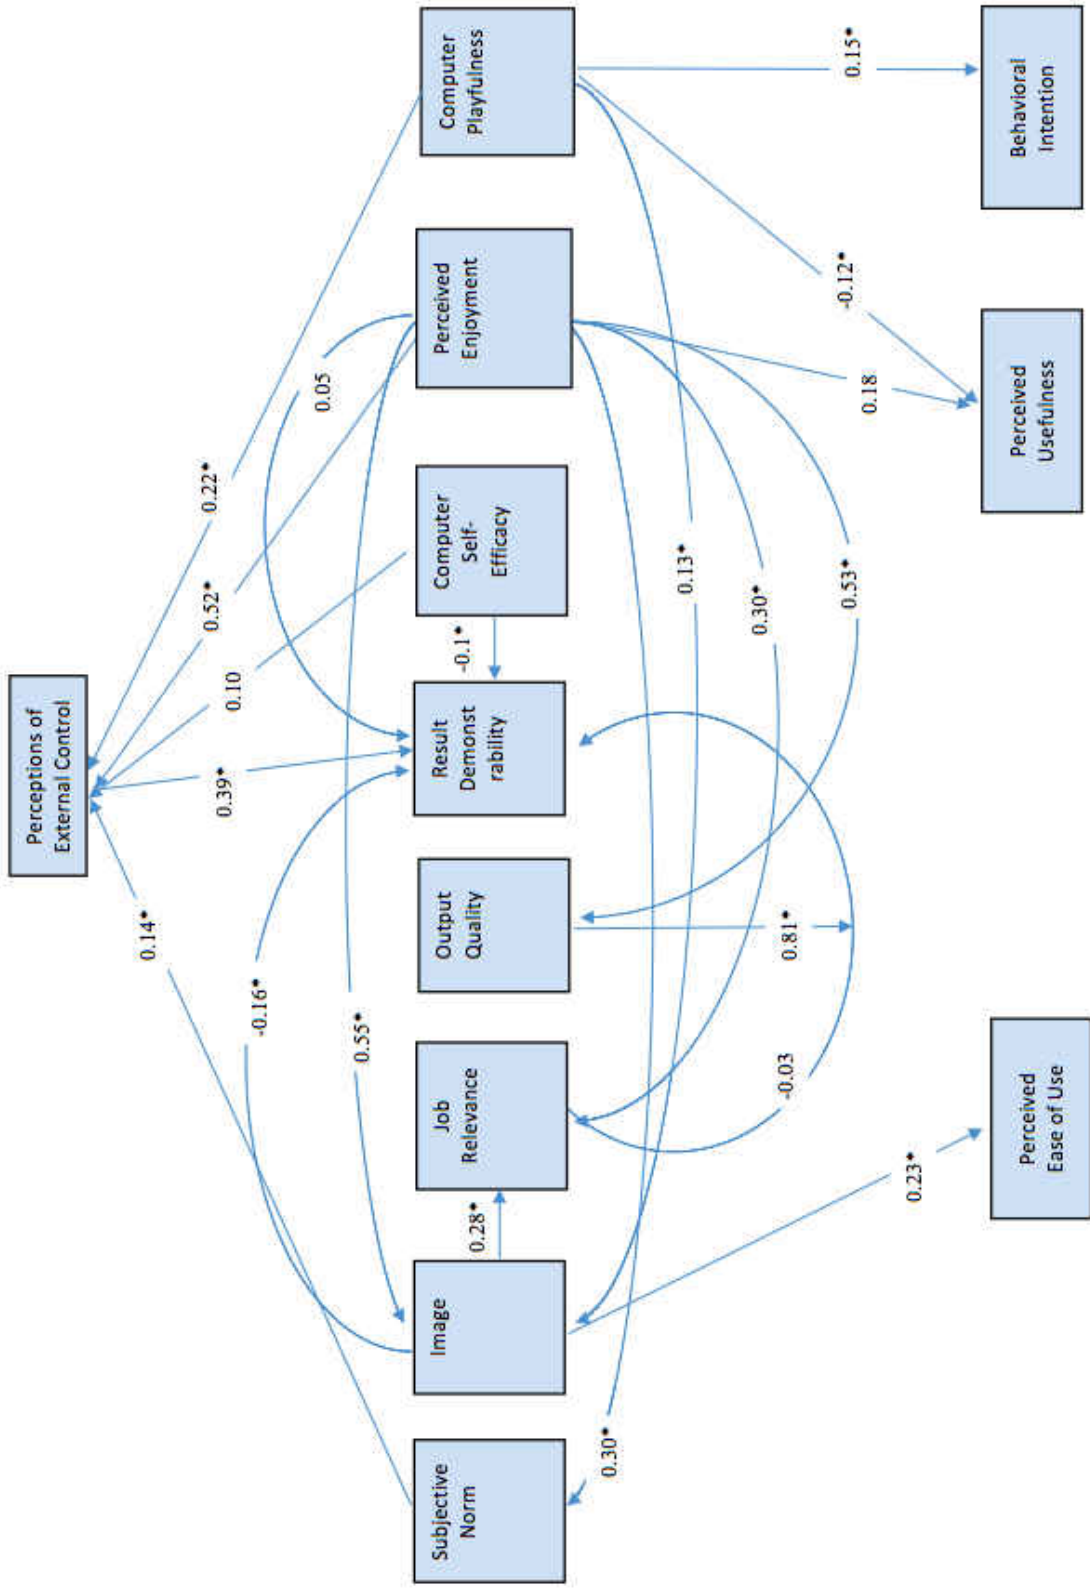 Perceptions of
External Control
0.14*
0.39*
0.10
0.52*
0.22*
-0.16*
0.05
0.55*
Subjective
Norm
Image
0.28*
Job
Relevance
Output
Quality
Result
Demonst
rability
-0.1*
Computer
Self-
Efficacy
Perceived
Enjoyment
Computer
Playfulness
0.30*
0.13*
0.30*
0.81*
-0.03
0.53*
0.18
-0.12*
0.15*
0.23*
Perceived
Ease of Use
Perceived
Usefulness
Behavioral
Intention